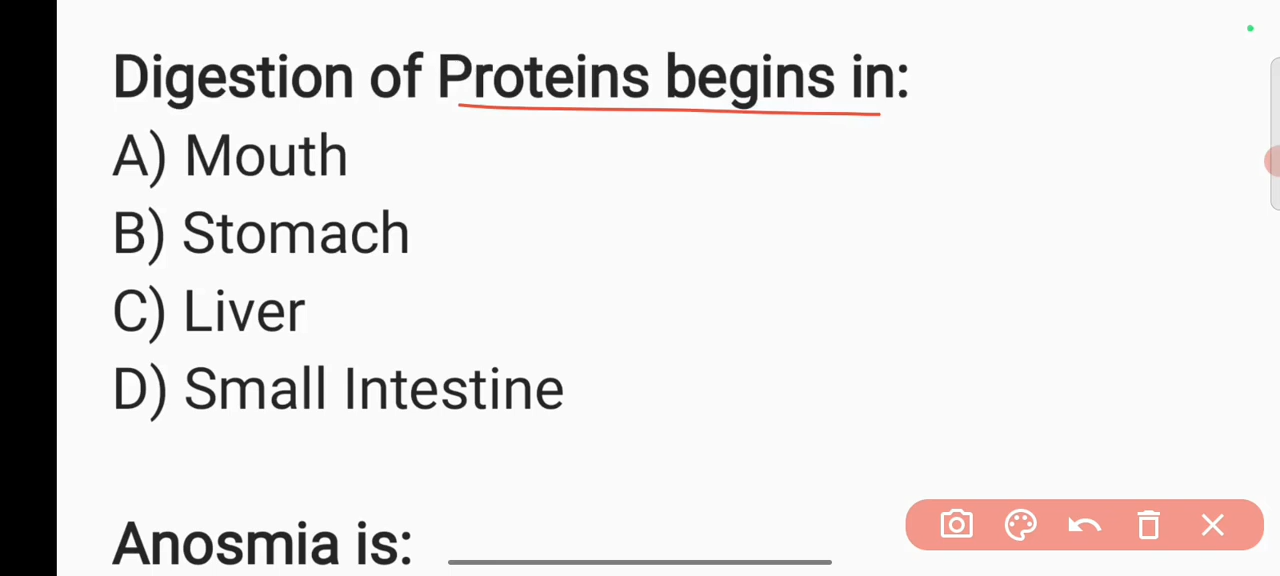 Digestion of Proteins begins in:
A) Mouth
B) Stomach
C) Liver
D) Small Intestine
Anosmia is: